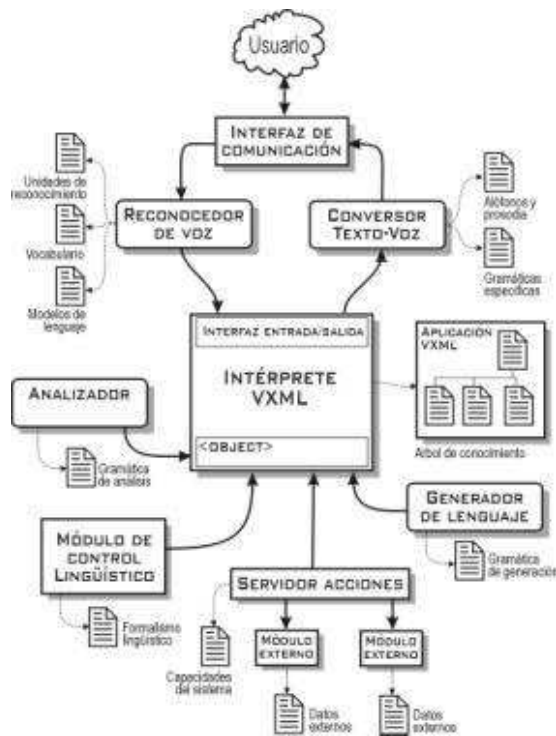 Usuario
INTERFAZ DE
COMUNICACIÓN
Unidades de
reconocimiento
RECONOCEDOR
DE VOZ
CONVERSOR
TEXTO-VOZ
Alófonos y
prosodia
Vocabulario
Gramáticas
específicas
Modelos de
lenguaje
INTERFAZ ENTRADA/SALIDA
INTÉRPRETE
VXML
<OBJECT>
APLICACIÓN
VXML
Arbol de conocimiento
ANALIZADOR
Gramática
de análisis
GENERADOR
DE LENGUAJE
Gramática
de generación
MÓDULO DE
CONTROL
LINGÜÍSTICO
Formalismo
lingüístico
SERVIDOR ACCIONES
Capacidades
del sistema
MÓDULO
EXTERNO
MÓDULO
EXTERNO
Datos
externos
Datos
externos